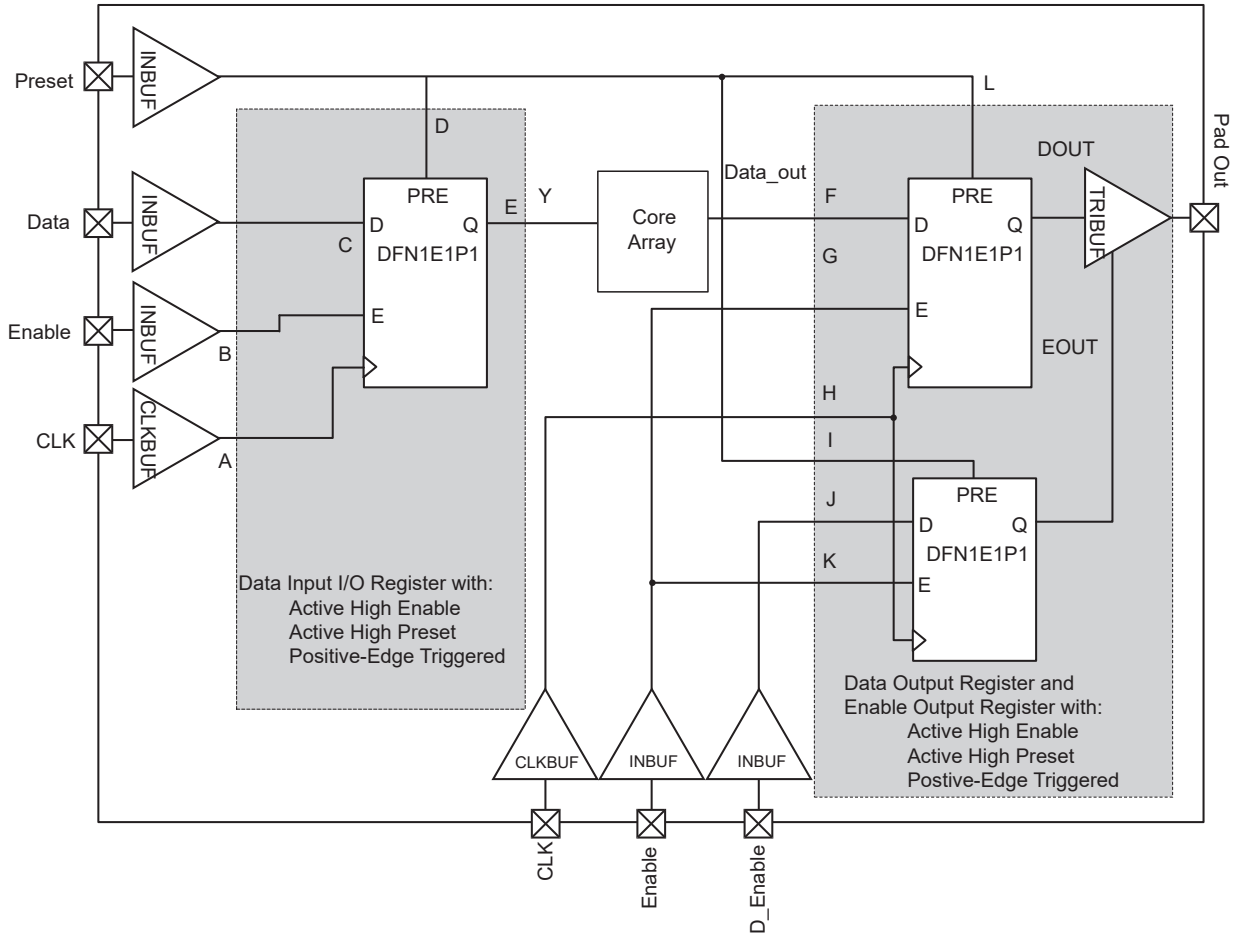 Preset
INBUF
L
D
Pad Out
DOUT
Data
INBUF
PRE
D
Q
C
DFN1E1P1
E
E
Y
Core
Array
Data_out
F
G
PRE
D
Q
DFN1E1P1
E
TRIBUF
EOUT
Enable
INBUF
B
CLK
CLKBUF
A
H
I
J
K
PRE
D
Q
DFN1E1P1
E
Data Input I/O Register with:
Active High Enable
Active High Preset
Positive-Edge Triggered
Data Output Register and
Enable Output Register with:
Active High Enable
Active High Preset
Postive-Edge Triggered
CLKBUF
INBUF
INBUF
CLK
Enable
D_Enable